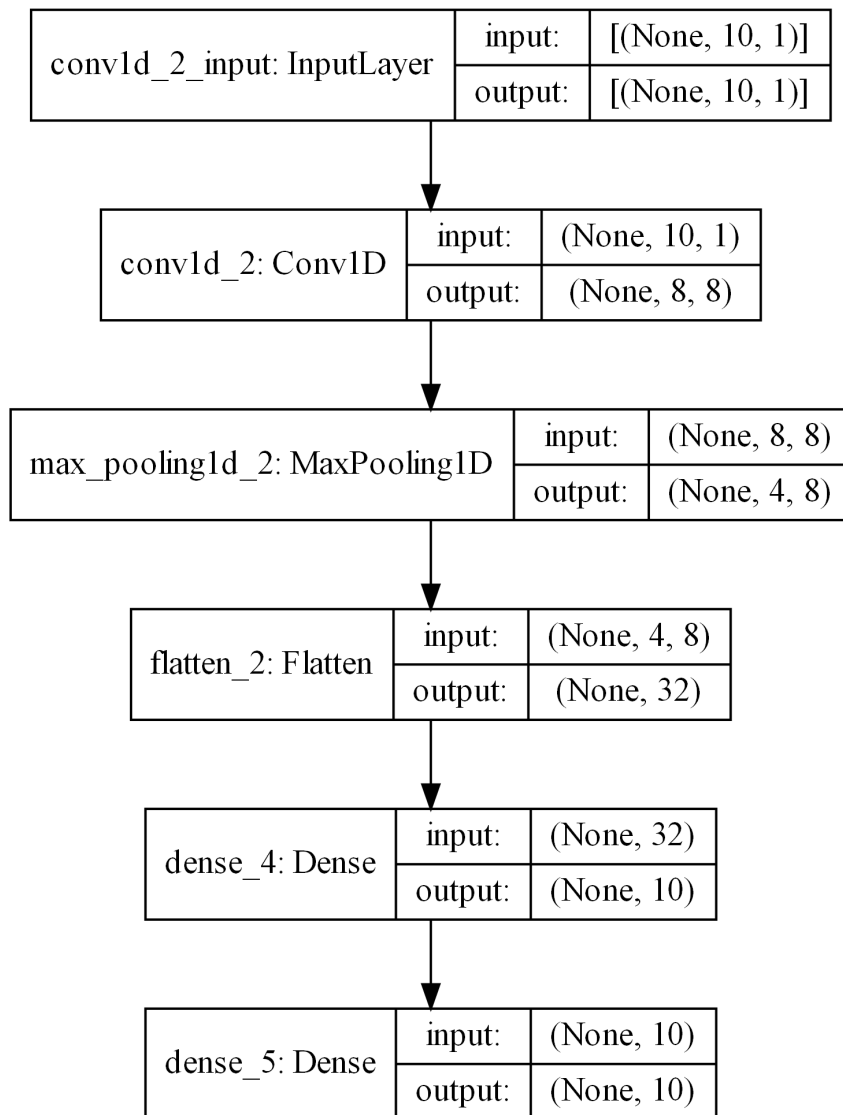 conv1d_2_input: InputLayer
input: [(None, 10, 1)]
output: [(None, 10, 1)]
conv1d_2: Conv1D
input: (None, 10, 1)
output: (None, 8, 8)
max_pooling1d_2: MaxPooling1D
input: (None, 8, 8)
output: (None, 4, 8)
flatten_2: Flatten
input: (None, 4, 8)
output: (None, 32)
dense_4: Dense
input: (None, 32)
output: (None, 10)
dense_5: Dense
input: (None, 10)
output: (None, 10)